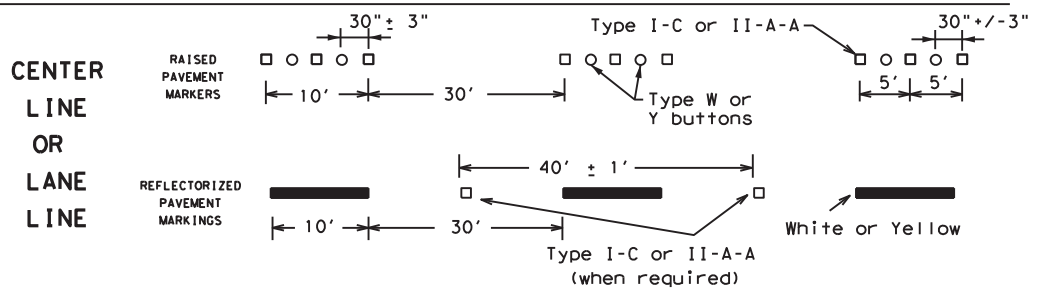 CENTER
LINE
OR
LANE
LINE
RAISED
PAVEMENT
MARKERS
30"± 3"
10'
30'
Type I-C or II-A-A
Type W or
Y buttons
30"+/-3"
5'
5'
REFLECTORIZED
PAVEMENT
MARKINGS
40' ± 1'
10'
30'
Type I-C or II-A-A
(when required)
White or Yellow